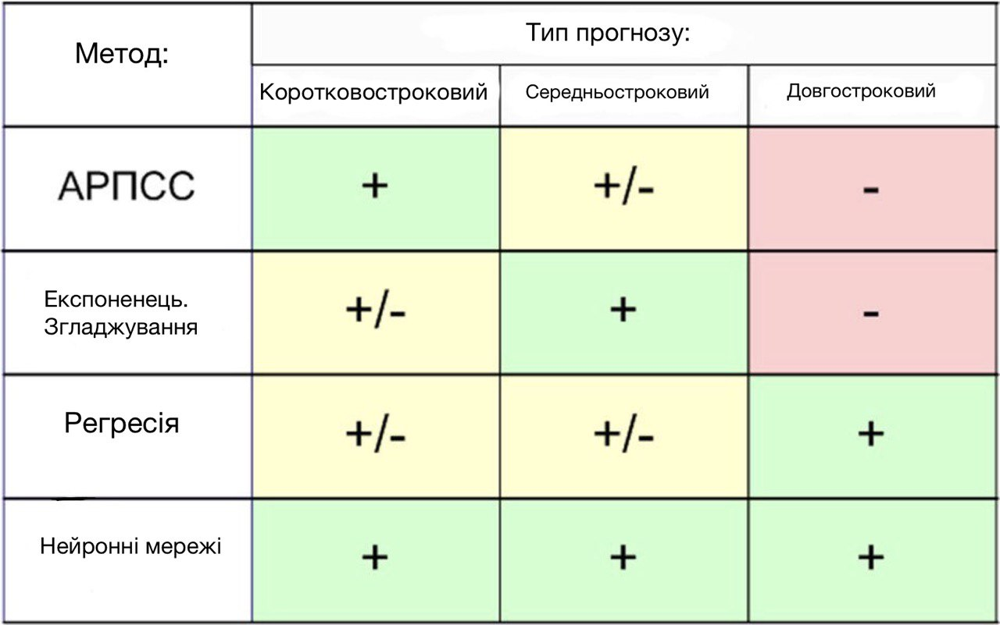 Метод:
Тип прогнозу:
Коротковостроковий
Середньостроковий
Довгостроковий
АРПСС
+
+/-
-
Експоненець.
Згладжування
+/-
+
-
Регресія
+/-
+/-
+
Нейронні мережі
+
+
+